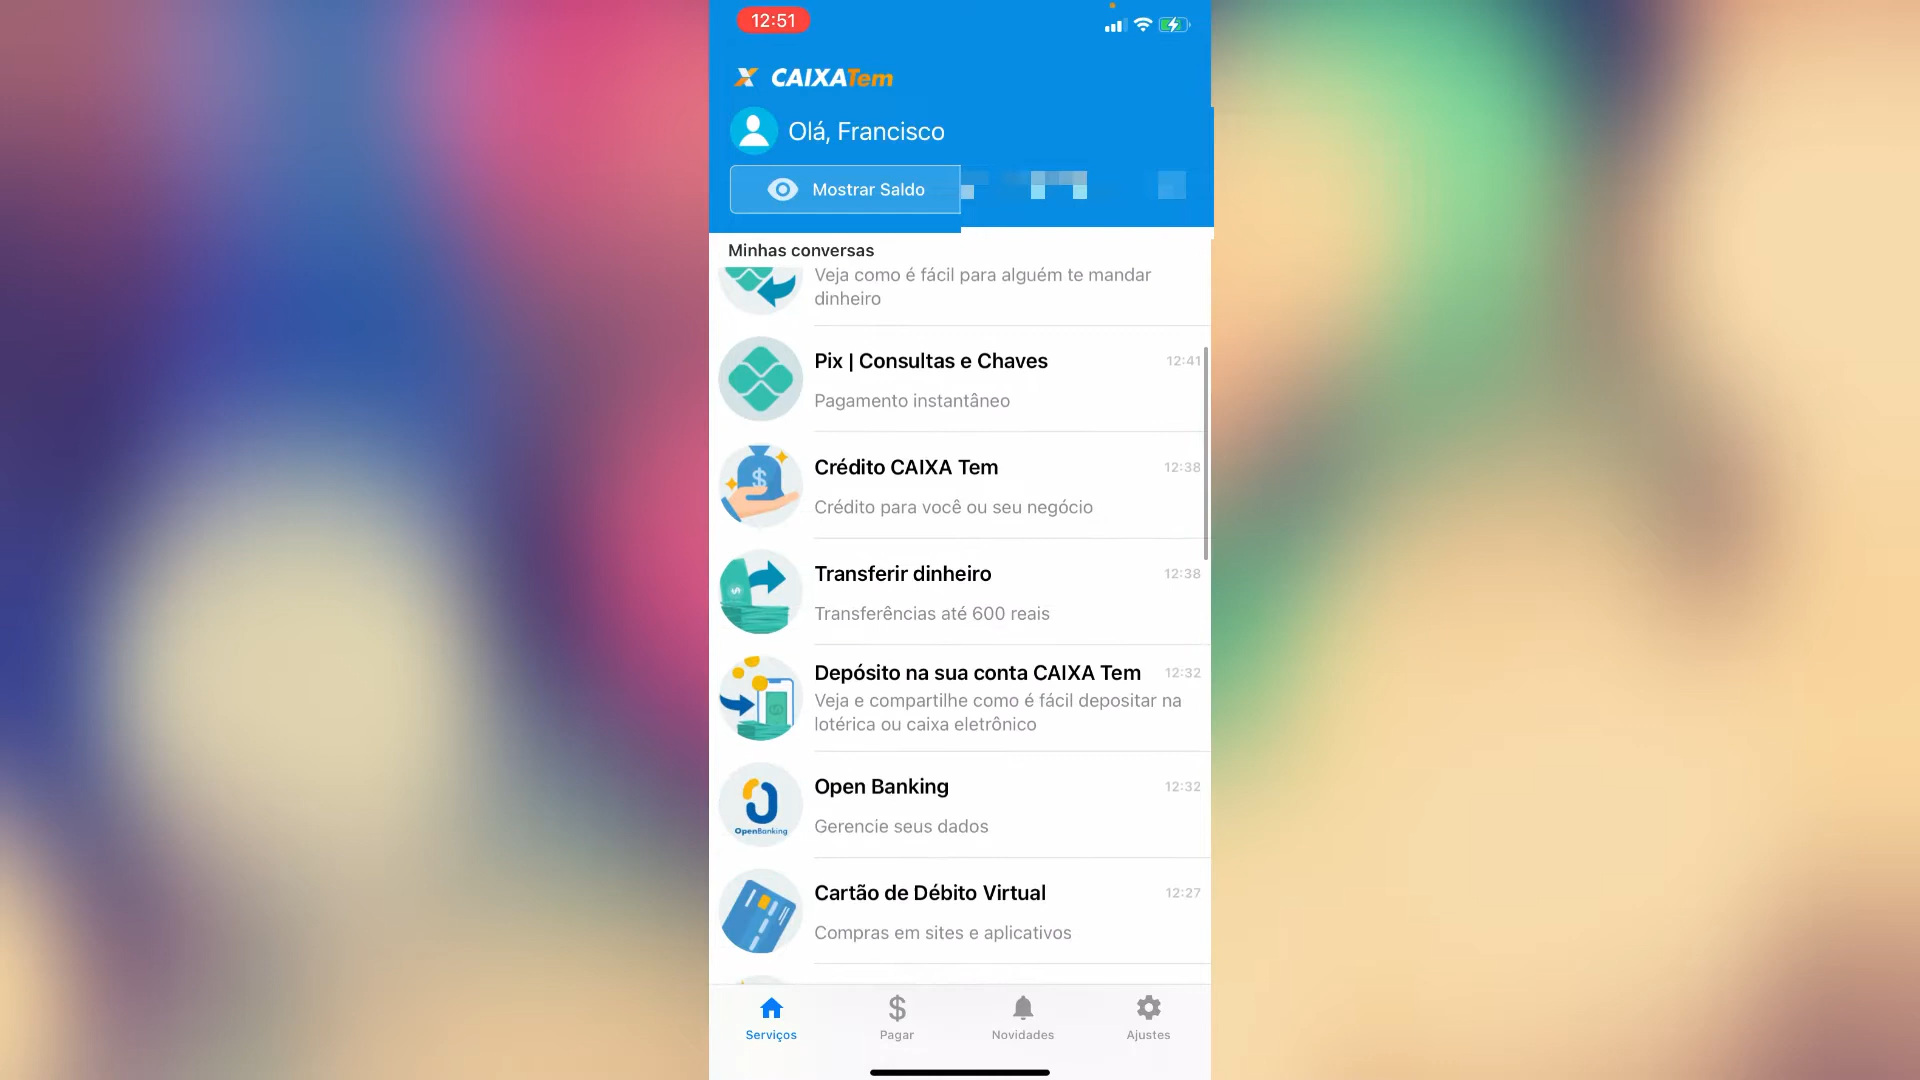 12:51
CAIXATem
Olá, Francisco
Mostrar Saldo
Minhas conversas
Veja como é fácil para alguém te mandar
dinheiro
Pix | Consultas e Chaves
12:41
Pagamento instantâneo
Crédito CAIXA Tem
12:38
Crédito para você ou seu negócio
Transferir dinheiro
12:38
Transferências até 600 reais
Depósito na sua conta CAIXA Tem
12:32
Veja e compartilhe como é fácil depositar na
lotérica ou caixa eletrônico
Open Banking
12:32
OpenBanking
Gerencie seus dados
Cartão de Débito Virtual
12:27
Compras em sites e aplicativos
Serviços
Pagar
Novidades
Ajustes